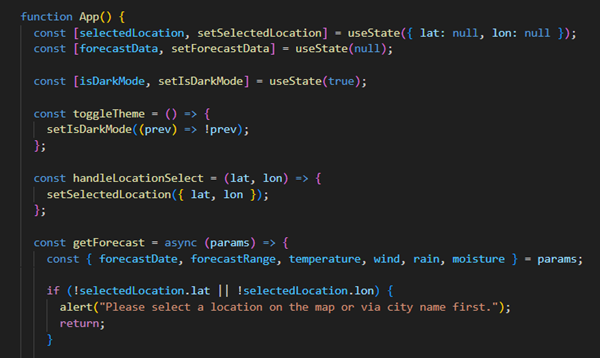 function App() {
const [selectedLocation, setSelectedLocation] = useState({ lat: null, lon: null });
const [forecastData, setForecastData] = useState(null);
const [isDarkMode, setIsDarkMode] = useState(true);
const toggleTheme = () => {
setIsDarkMode((prev) => !prev);
};
const handleLocationSelect = (lat, lon) => {
setSelectedLocation({ lat, lon });
};
const getForecast = async (params) => {
const { forecastDate, forecastRange, temperature, wind, rain, moisture } = params;
if (!selectedLocation.lat || !selectedLocation.lon) {
alert("Please select a location on the map or via city name first.");
return;
}